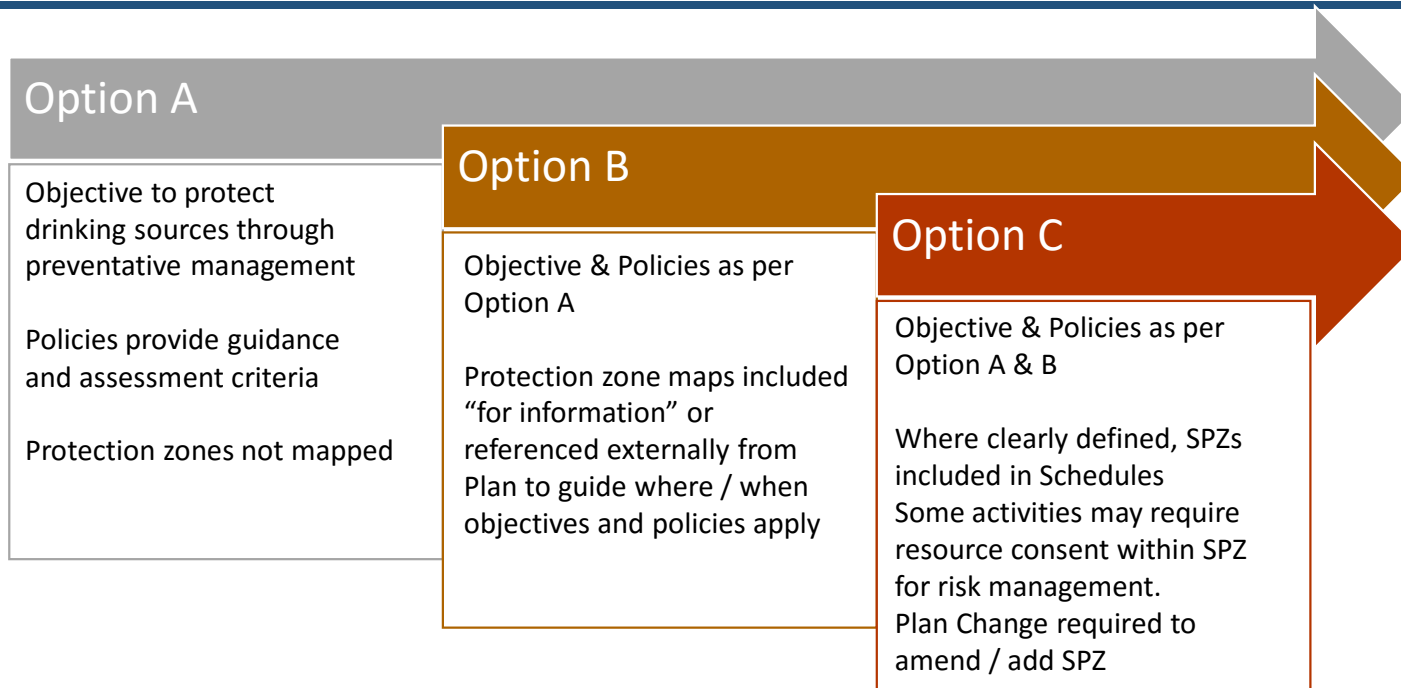 Option A
Objective to protect
drinking sources through
preventative management
Policies provide guidance
and assessment criteria
Protection zones not mapped
Option B
Objective & Policies as per
Option A
Protection zone maps included
“for information” or
referenced externally from
Plan to guide where / when
objectives and policies apply
Option C
Objective & Policies as per
Option A & B
Where clearly defined, SPZs
included in Schedules
Some activities may require
resource consent within SPZ
for risk management.
Plan Change required to
amend / add SPZ